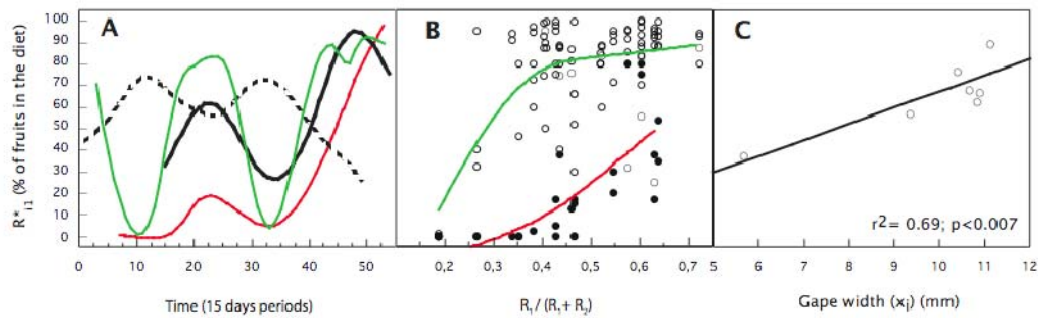 A
B
C
R*i1 (% of fruits in the diet)
100
90
80
70
60
50
40
30
20
10
0
0 10 20 30 40 50
0,2 0,3 0,4 0,5 0,6 0,7
5 6 7 8 9 10 11 12
r2= 0.69; p<0.007
Time (15 days periods)
R1 / (R1+ R2)
Gape width (xi) (mm)